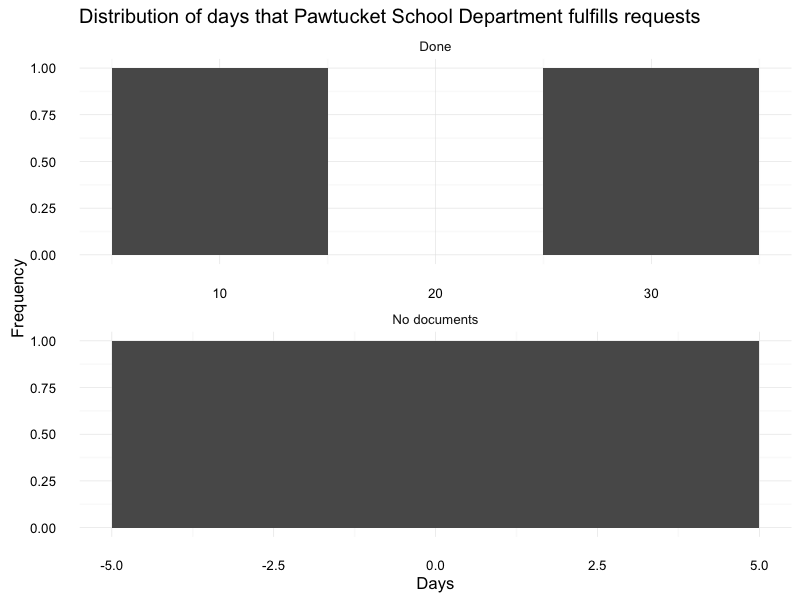 Distribution of days that Pawtucket School Department fulfills requests
Done
1.00
0.75
0.50
0.25
0.00
10 20 30
Frequency
No documents
1.00
0.75
0.50
0.25
0.00
-5.0 -2.5 0.0 2.5 5.0
Days